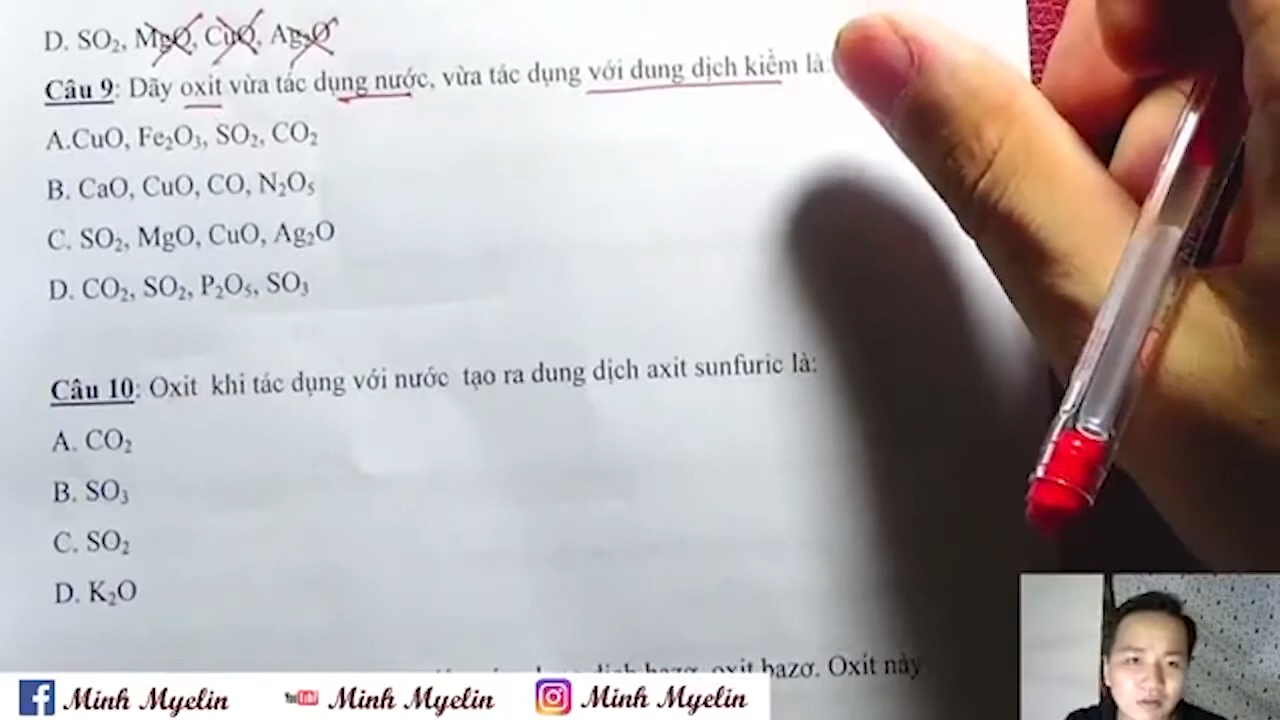 D. SO₂, MgO, CuO, Ag₂O
Câu 9: Dãy oxit vừa tác dụng nước, vừa tác dụng với dung dịch kiềm là:
A.CuO, Fe₂O₃, SO₂, CO₂
B. CaO, CuO, CO, N₂O₅
C. SO₂, MgO, CuO, Ag₂O
D. CO₂, SO₂, P₂O₅, SO₃
Câu 10: Oxit khi tác dụng với nước tạo ra dung dịch axit sunfuric là:
A. CO₂
B. SO₃
C. SO₂
D. K₂O
dịch bazơ, oxit bazơ. Oxit này
Minh Myelin
Minh Myelin
Minh Myelin